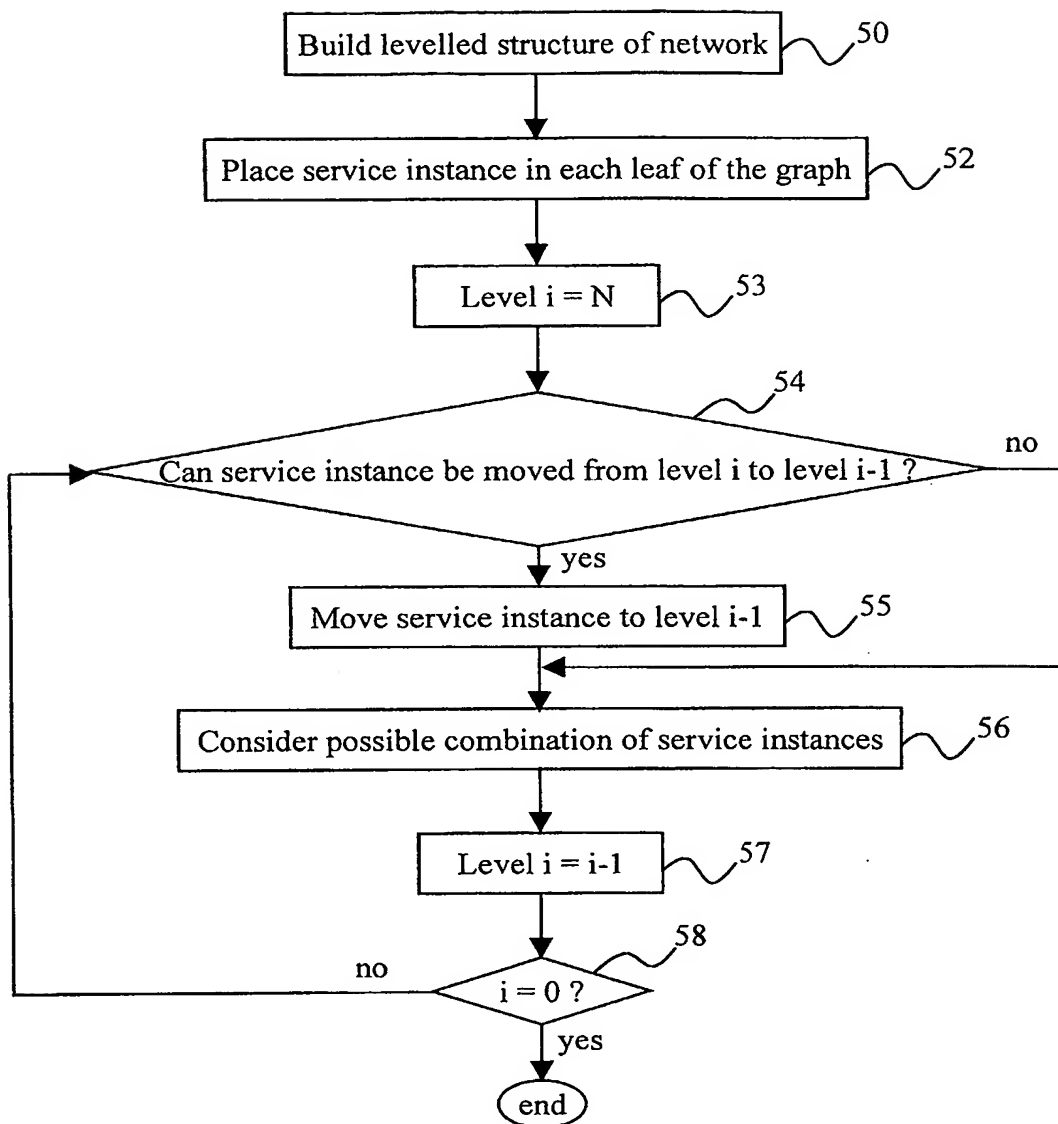 Build levelled structure of network
50
Place service instance in each leaf of the graph
52
Level i = N
53
54
Can service instance be moved from level i to level i-1 ?
no
yes
Move service instance to level i-1
55
Consider possible combination of service instances
56
Level i = i-1
57
58
no
i = 0 ?
yes
end